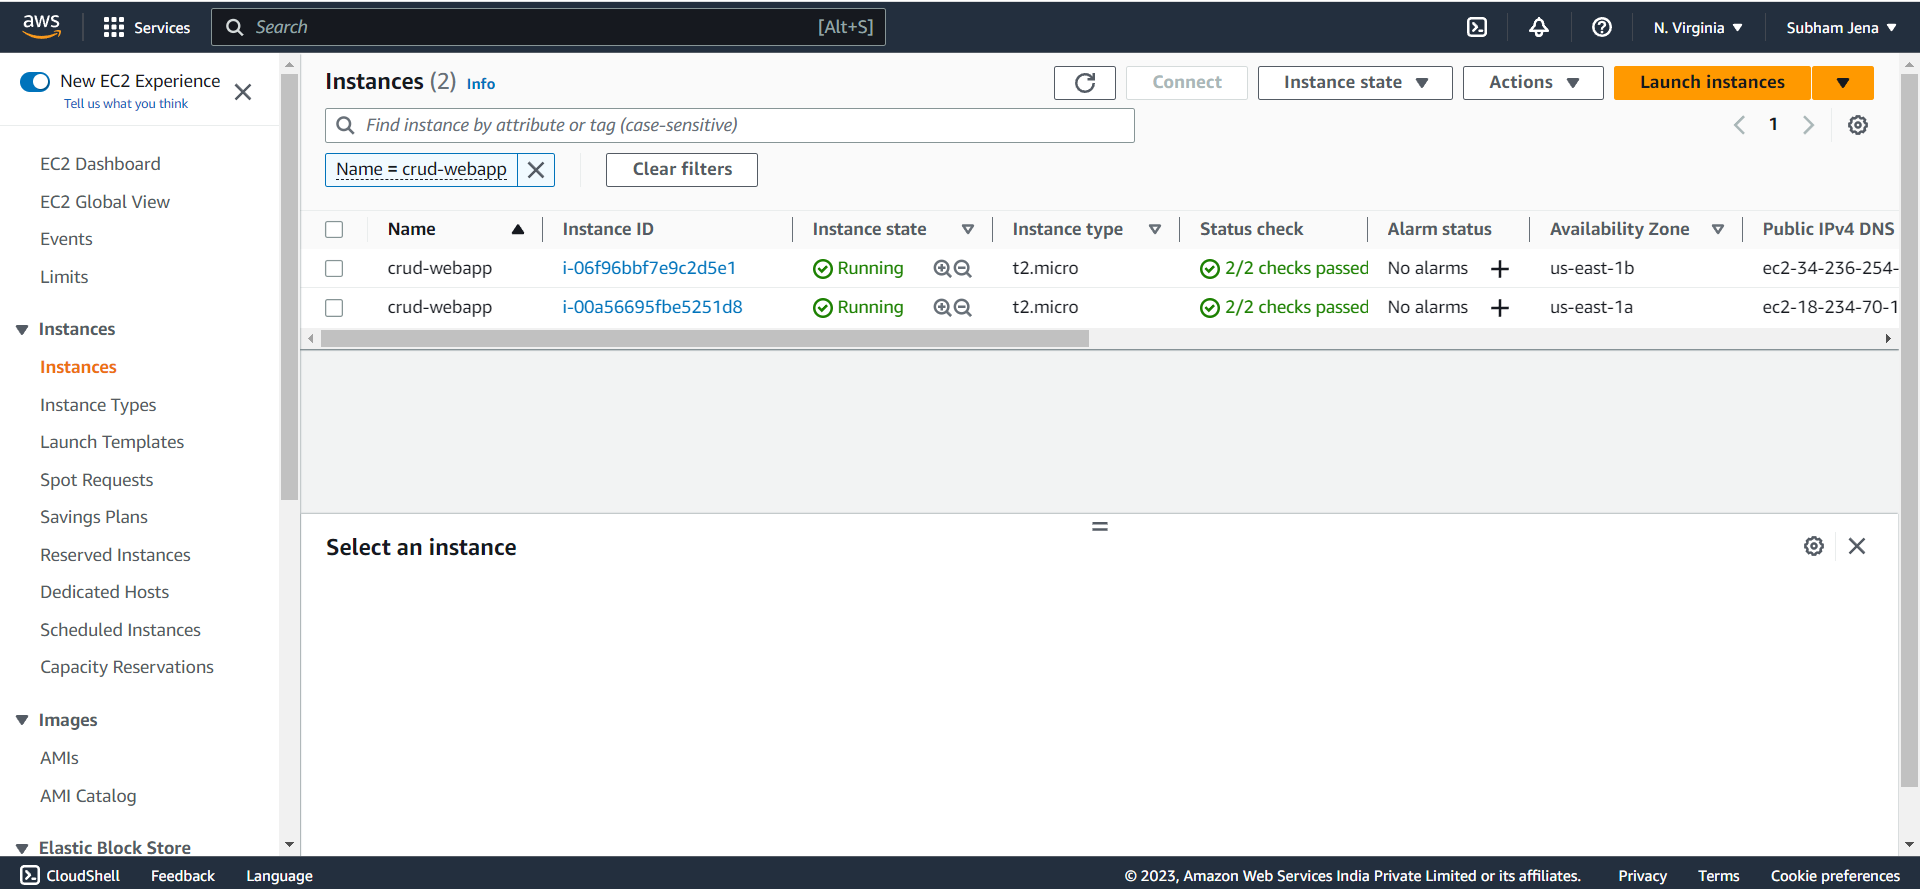 aws
Services
Search [Alt+S]
N. Virginia
Subham Jena
New EC2 Experience
Tell us what you think
EC2 Dashboard
EC2 Global View
Events
Limits
Instances
Instances
Instance Types
Launch Templates
Spot Requests
Savings Plans
Reserved Instances
Dedicated Hosts
Scheduled Instances
Capacity Reservations
Images
AMIs
AMI Catalog
Elastic Block Store
Instances (2) Info
Connect
Instance state
Actions
Launch instances
Find instance by attribute or tag (case-sensitive)
1
Name = crud-webapp
Clear filters
Name Instance ID Instance state Instance type Status check Alarm status Availability Zone Public IPv4 DNS
crud-webapp i-06f96bbf7e9c2d5e1 Running t2.micro 2/2 checks passed No alarms us-east-1b ec2-34-236-254-
crud-webapp i-00a56695fbe5251d8 Running t2.micro 2/2 checks passed No alarms us-east-1a ec2-18-234-70-1
Select an instance
CloudShell Feedback Language © 2023, Amazon Web Services India Private Limited or its affiliates. Privacy Terms Cookie preferences